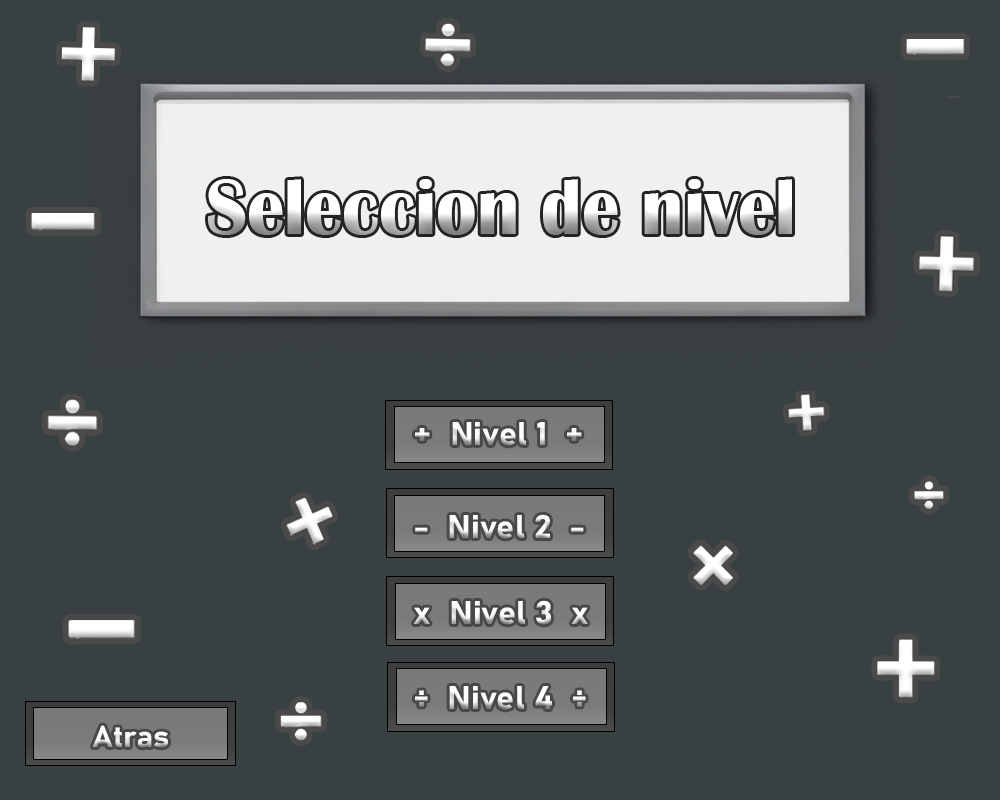 Seleccion de nivel
+ Nivel 1 +
- Nivel 2 -
x Nivel 3 x
÷ Nivel 4 ÷
Atras